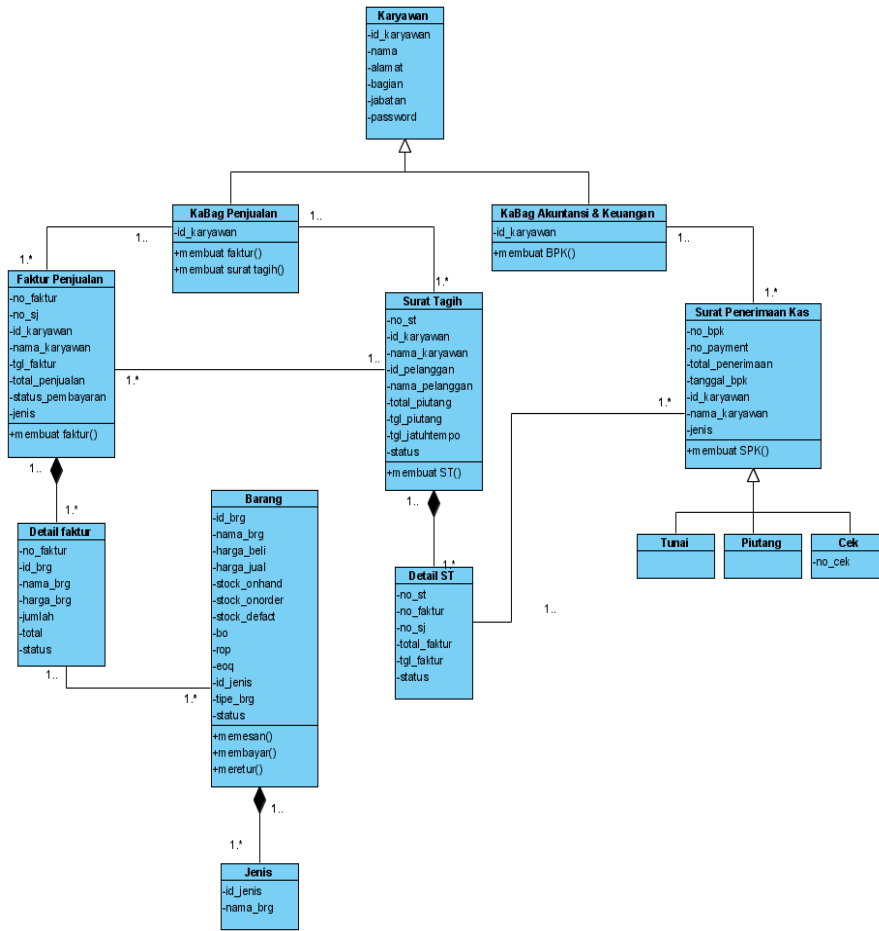 Karyawan
-id_karyawan
-nama
-alamat
-bagian
-jabatan
-password
KaBag Penjualan
-id_karyawan
+membuat faktur()
+membuat surat tagih()
1..
1..
KaBag Akuntansi & Keuangan
-id_karyawan
+membuat BPK()
1..
1.*
Faktur Penjualan
-no_faktur
-no_sj
-id_karyawan
-nama_karyawan
-tgl_faktur
-total_penjualan
-status_pembayaran
-jenis
+membuat faktur()
1.*
1..
1.*
Surat Tagih
-no_st
-id_karyawan
-nama_karyawan
-id_pelanggan
-nama_pelanggan
-total_piutang
-tgl_piutang
-tgl_jatuhtempo
-status
+membuat ST()
1..
1.*
Surat Penerimaan Kas
-no_bpk
-no_payment
-total_penerimaan
-tanggal_bpk
-id_karyawan
-nama_karyawan
-jenis
+membuat SPK()
1.*
1..
1.*
Detail faktur
-no_faktur
-id_brg
-nama_brg
-harga_brg
-jumlah
-total
-status
1..
1.*
Barang
-id_brg
-nama_brg
-harga_beli
-harga_jual
-stock_onhand
-stock_onorder
-stock_defact
-bo
-rop
-eoq
-id_jenis
-tipe_brg
-status
+memesan()
+membayar()
+meretur()
1..
1.*
Detail ST
-no_st
-no_faktur
-no_sj
-total_faktur
-tgl_faktur
-status
1..
Tunai
Piutang
Cek
-no_cek
1..
1.*
Jenis
-id_jenis
-nama_brg